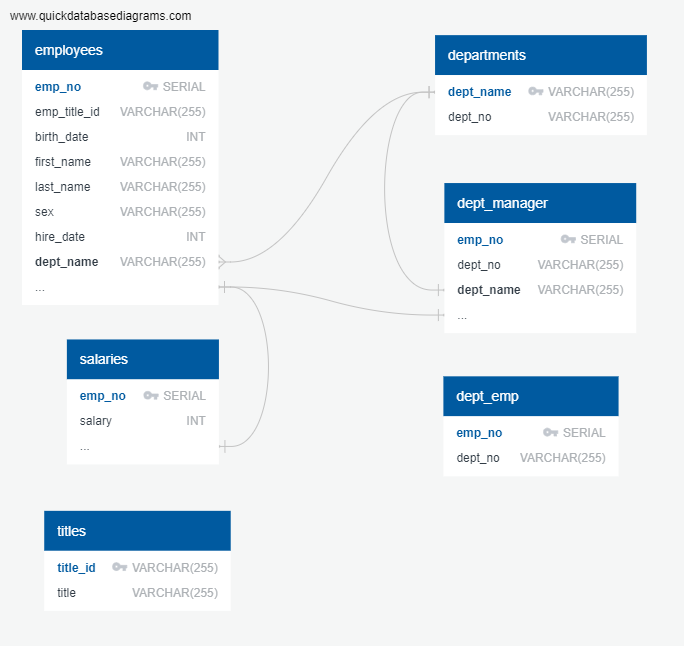 www.quickdatabasediagrams.com
employees
emp_no SERIAL
emp_title_id VARCHAR(255)
birth_date INT
first_name VARCHAR(255)
last_name VARCHAR(255)
sex VARCHAR(255)
hire_date INT
dept_name VARCHAR(255)
...
departments
dept_name VARCHAR(255)
dept_no VARCHAR(255)
dept_manager
emp_no SERIAL
dept_no VARCHAR(255)
dept_name VARCHAR(255)
...
salaries
emp_no SERIAL
salary INT
...
dept_emp
emp_no SERIAL
dept_no VARCHAR(255)
titles
title_id VARCHAR(255)
title VARCHAR(255)